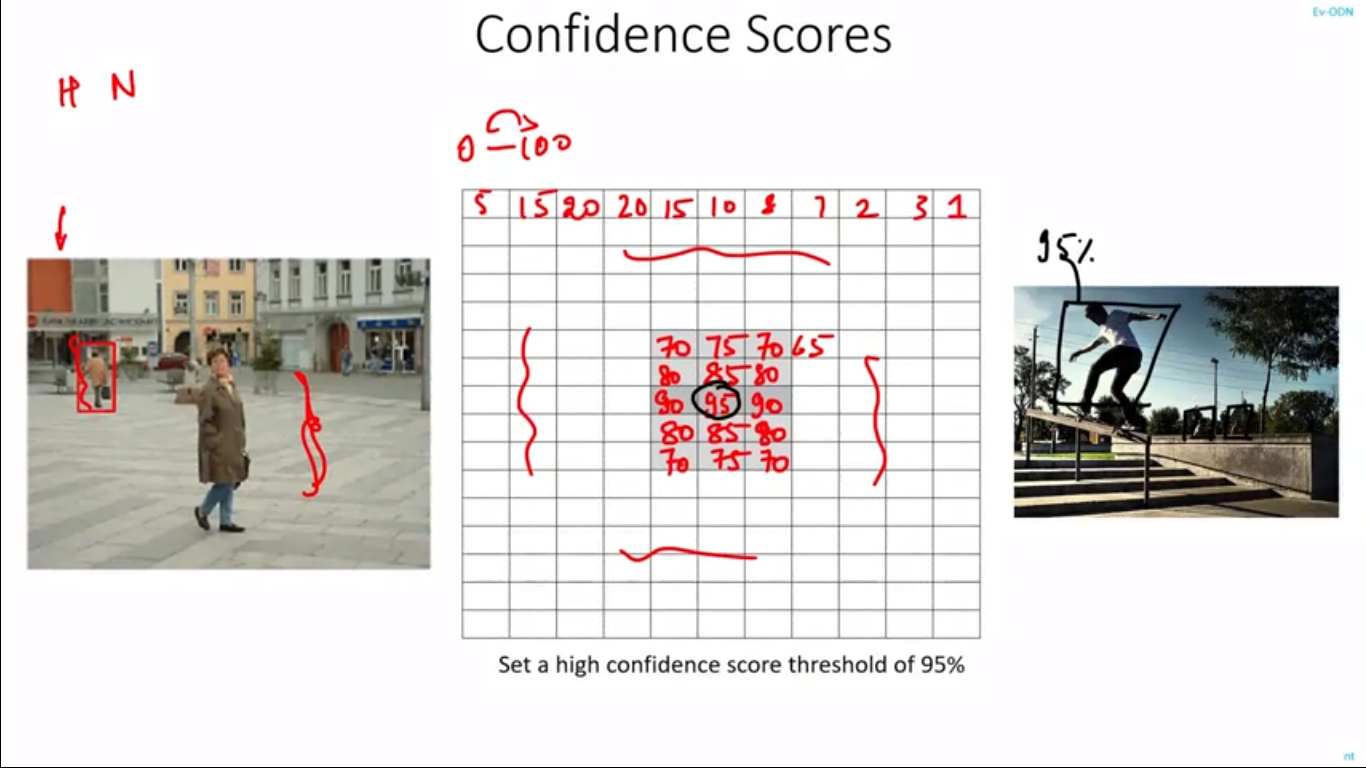 Confidence Scores
Ev-ODN
H N
0 - 100
5 15 20 20 15 10 8 7 2 3 1
95%
70 75 70 65
80 85 80
90 95 90
80 85 80
70 75 70
Set a high confidence score threshold of 95%
nt